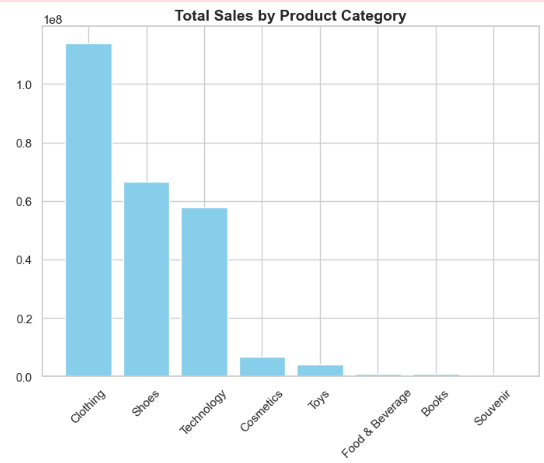 Total Sales by Product Category
1e8
1.0
0.8
0.6
0.4
0.2
0.0
Clothing
Shoes
Technology
Cosmetics
Toys
Food & Beverage
Books
Souvenir